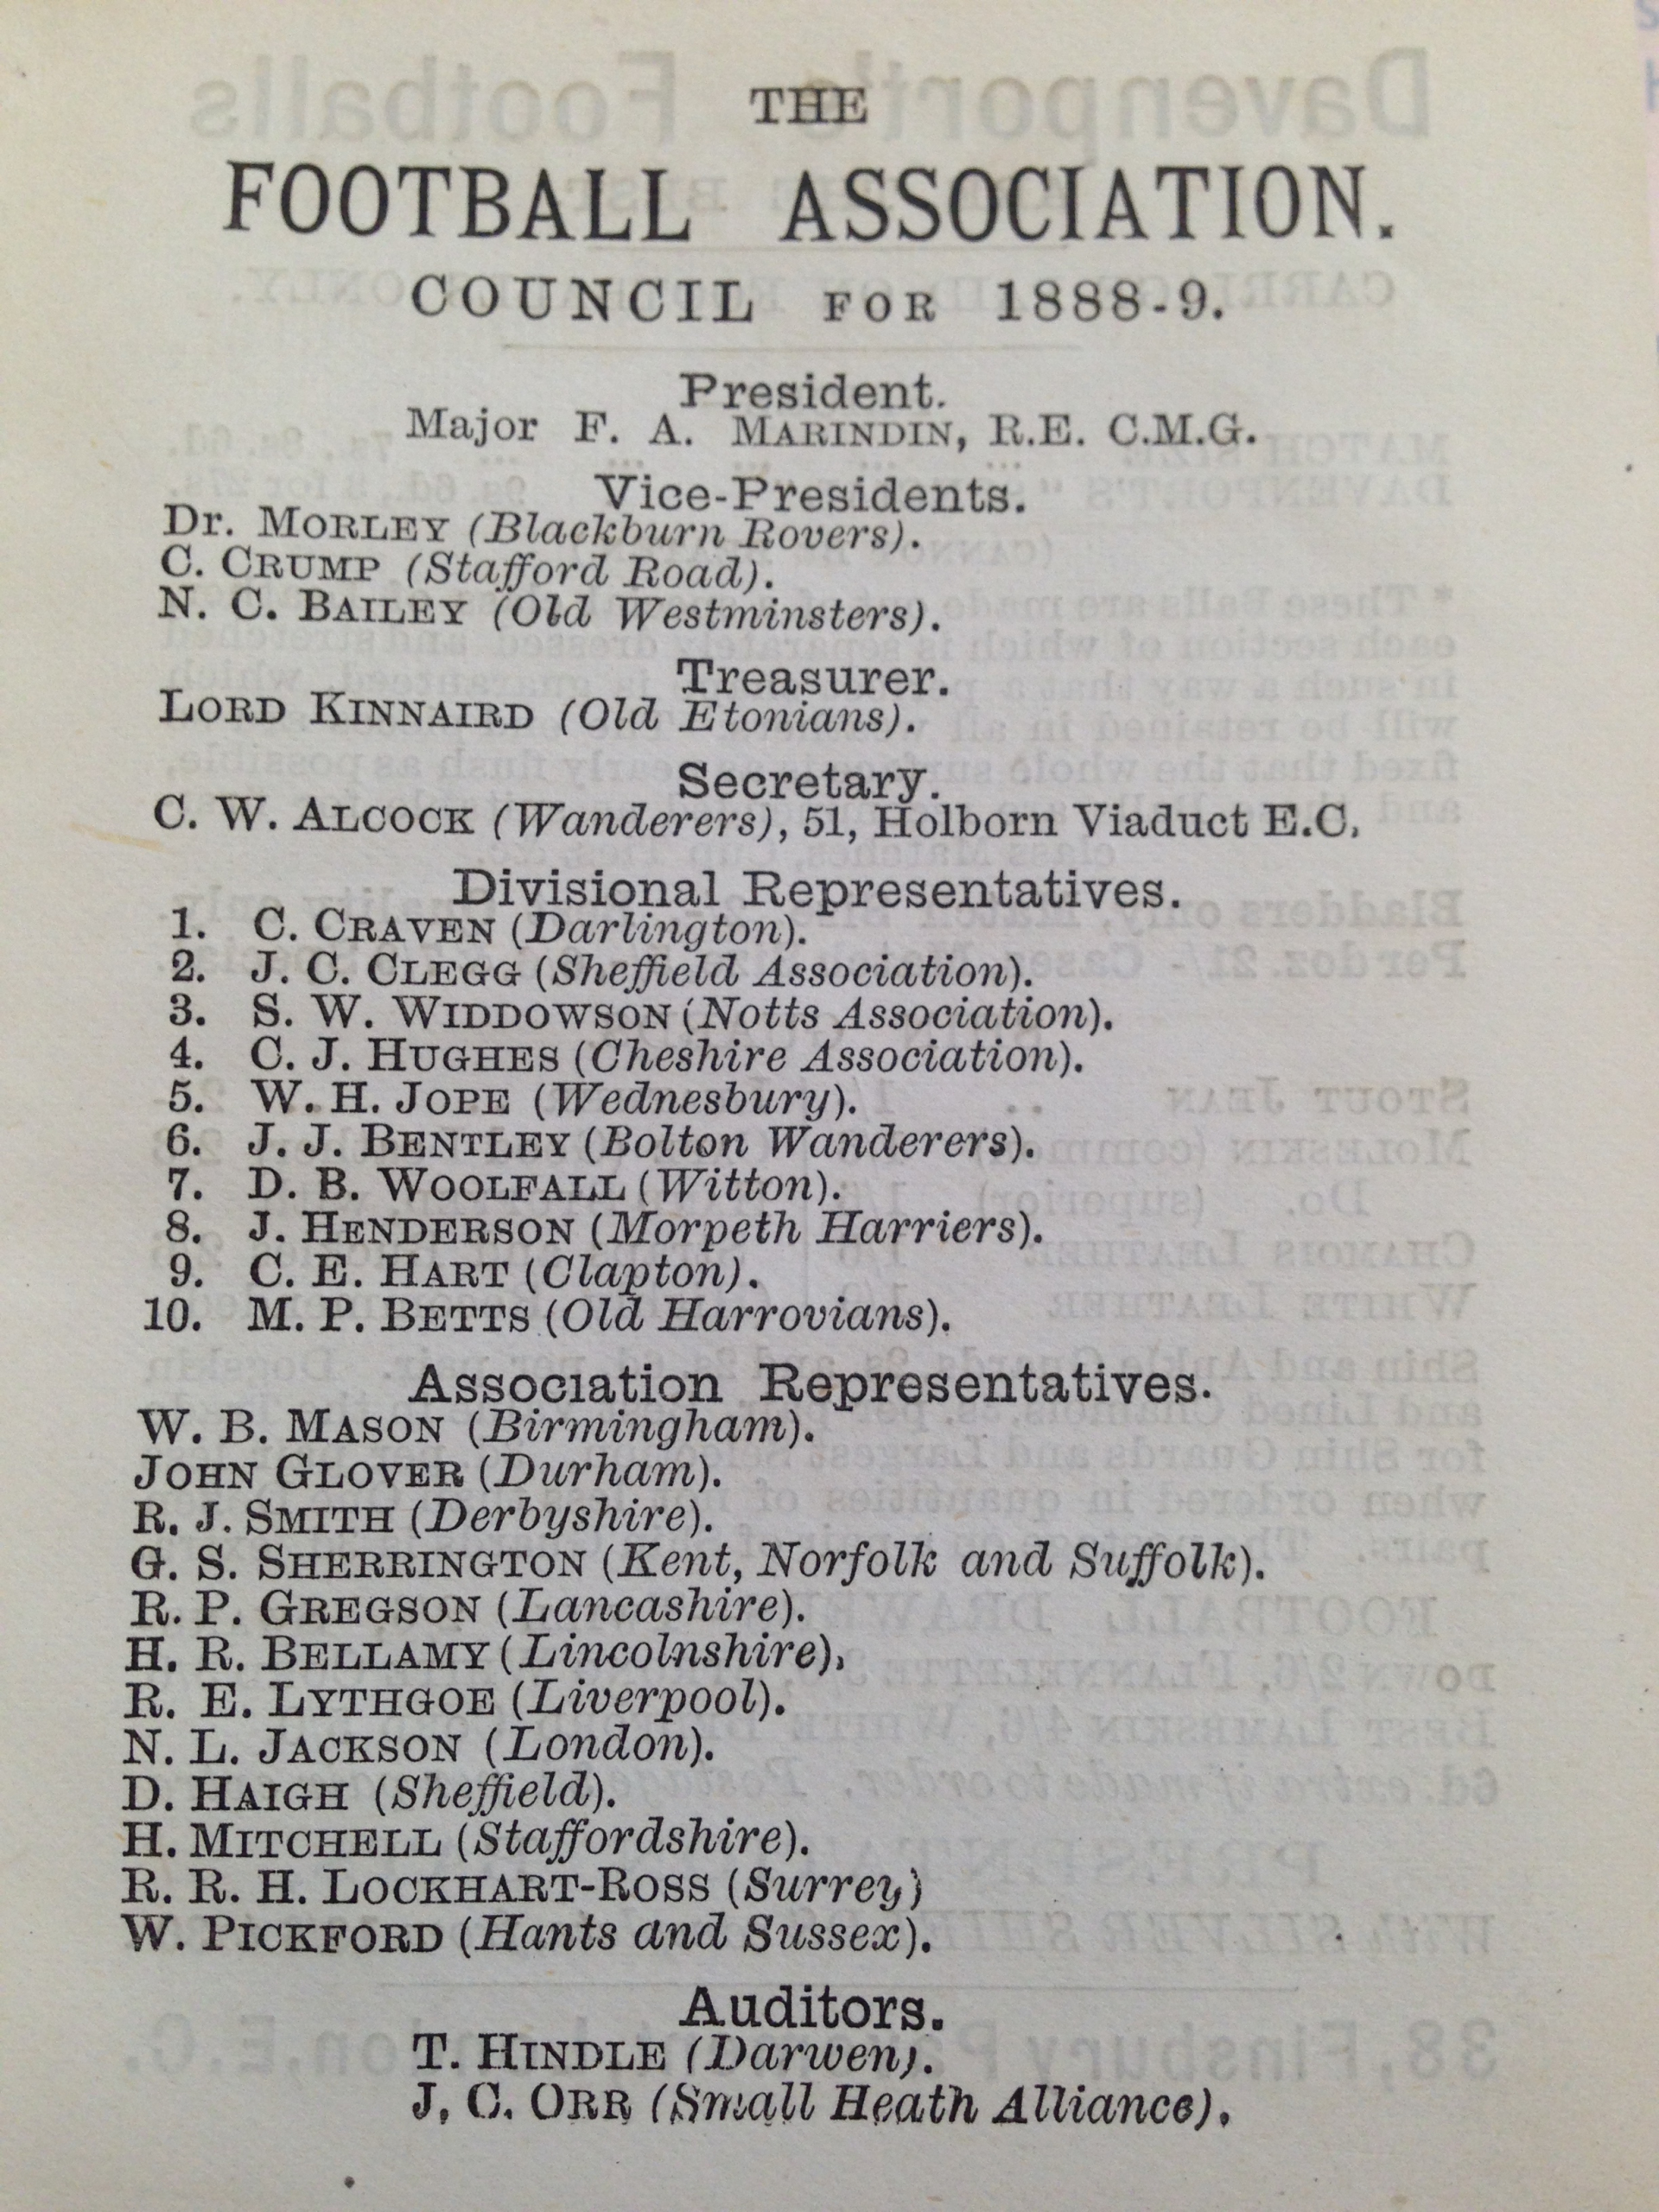 THE
FOOTBALL ASSOCIATION.
COUNCIL FOR 1888-9.
President.
Major F. A. MARINDIN, R.E. C.M.G.
Vice-Presidents.
Dr. MORLEY (Blackburn Rovers).
C. CRUMP (Stafford Road).
N. C. BAILEY (Old Westminsters).
Treasurer.
LORD KINNAIRD (Old Etonians).
Secretary.
C. W. ALCOCK (Wanderers), 51, Holborn Viaduct E.C.
Divisional Representatives.
1. C. CRAVEN (Darlington).
2. J. C. CLEGG (Sheffield Association).
3. S. W. WIDDOWSON (Notts Association).
4. C. J. HUGHES (Cheshire Association).
5. W. H. JOPE (Wednesbury).
6. J. J. BENTLEY (Bolton Wanderers).
7. D. B. WOOLFALL (Witton).
8. J. HENDERSON (Morpeth Harriers).
9. C. E. HART (Clapton).
10. M. P. BETTS (Old Harrovians).
Association Representatives.
W. B. MASON (Birmingham).
JOHN GLOVER (Durham).
R. J. SMITH (Derbyshire).
G. S. SHERRINGTON (Kent, Norfolk and Suffolk).
R. P. GREGSON (Lancashire).
H. R. BELLAMY (Lincolnshire),
R. E. LYTHGOE (Liverpool).
N. L. JACKSON (London).
D. HAIGH (Sheffield).
H. MITCHELL (Staffordshire).
R. R. H. LOCKHART-ROSS (Surrey)
W. PICKFORD (Hants and Sussex).
Auditors.
T. HINDLE (Darwen).
J. C. ORR (Small Heath Alliance).